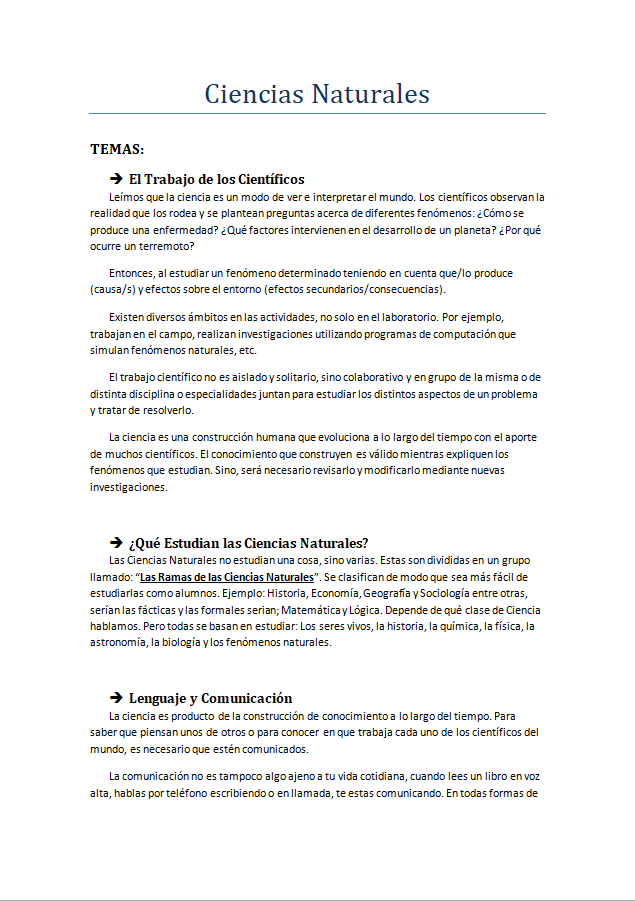 Ciencias Naturales
TEMAS:
➔ El Trabajo de los Científicos
Leímos que la ciencia es un modo de ver e interpretar el mundo. Los científicos observan la
realidad que los rodea y se plantean preguntas acerca de diferentes fenómenos: ¿Cómo se
produce una enfermedad? ¿Qué factores intervienen en el desarrollo de un planeta? ¿Por qué
ocurre un terremoto?
Entonces, al estudiar un fenómeno determinado teniendo en cuenta que/lo produce
(causa/s) y efectos sobre el entorno (efectos secundarios/consecuencias).
Existen diversos ámbitos en las actividades, no solo en el laboratorio. Por ejemplo,
trabajan en el campo, realizan investigaciones utilizando programas de computación que
simulan fenómenos naturales, etc.
El trabajo científico no es aislado y solitario, sino colaborativo y en grupo de la misma o de
distinta disciplina o especialidades juntan para estudiar los distintos aspectos de un problema
y tratar de resolverlo.
La ciencia es una construcción humana que evoluciona a lo largo del tiempo con el aporte
de muchos científicos. El conocimiento que construyen es válido mientras expliquen los
fenómenos que estudian. Sino, será necesario revisarlo y modificarlo mediante nuevas
investigaciones.
➔ ¿Qué Estudian las Ciencias Naturales?
Las Ciencias Naturales no estudian una cosa, sino varias. Estas son divididas en un grupo
llamado: “Las Ramas de las Ciencias Naturales”. Se clasifican de modo que sea más fácil de
estudiarlas como alumnos. Ejemplo: Historia, Economía, Geografía y Sociología entre otras,
serían las fácticas y las formales serian; Matemática y Lógica. Depende de qué clase de Ciencia
hablamos. Pero todas se basan en estudiar: Los seres vivos, la historia, la química, la física, la
astronomía, la biología y los fenómenos naturales.
➔ Lenguaje y Comunicación
La ciencia es producto de la construcción de conocimiento a lo largo del tiempo. Para
saber que piensan unos de otros o para conocer en que trabaja cada uno de los científicos del
mundo, es necesario que estén comunicados.
La comunicación no es tampoco algo ajeno a tu vida cotidiana, cuando lees un libro en voz
alta, hablas por teléfono escribiendo o en llamada, te estas comunicando. En todas formas de